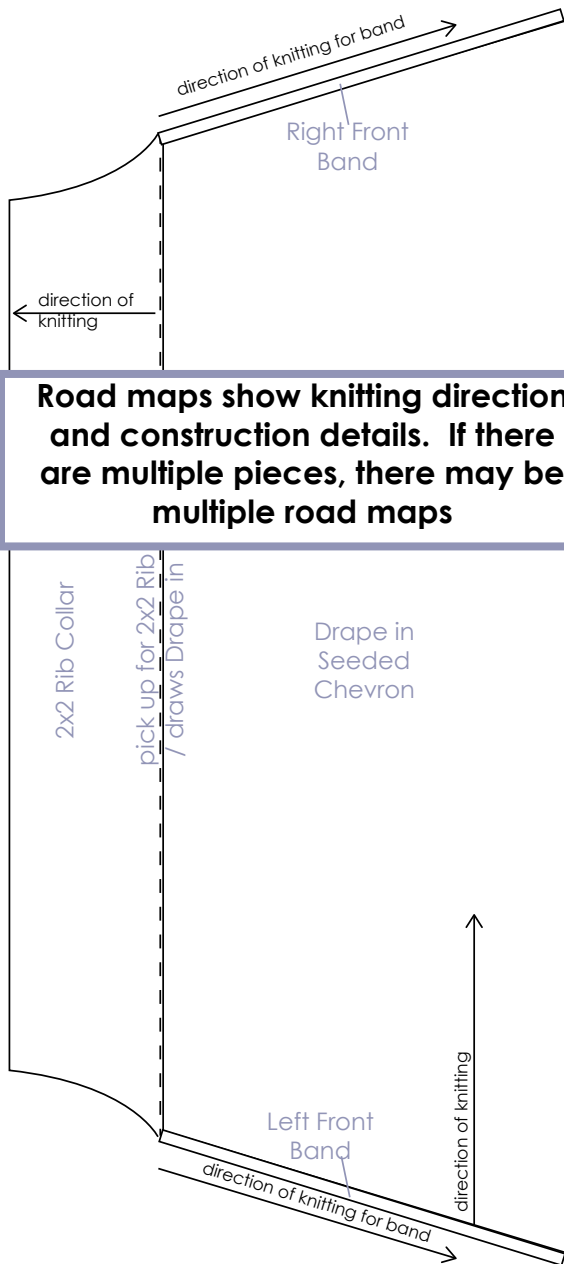 direction of knitting for band
Right Front
Band
direction of
knitting
Road maps show knitting direction
and construction details.  If there
are multiple pieces, there may be
multiple road maps
2x2 Rib Collar
pick up for 2x2 Rib
/ draws Drape in
Drape in
Seeded
Chevron
direction of knitting
Left Front
Band
direction of knitting for band